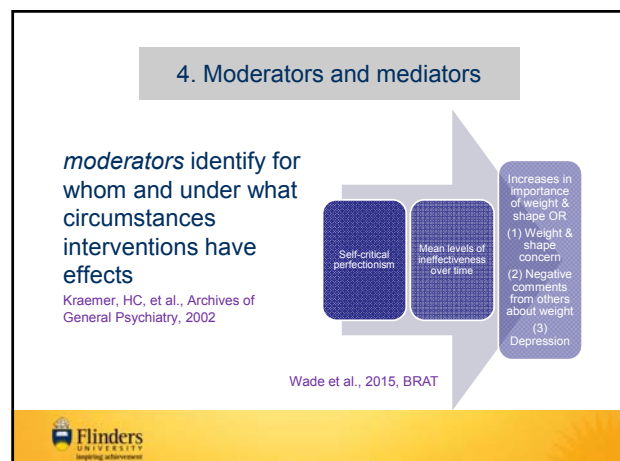 4. Moderators and mediators
moderators identify for
whom and under what
circumstances
interventions have
effects
Kraemer, HC, et al., Archives of
General Psychiatry, 2002
Self-critical
perfectionism
Mean levels of
ineffectiveness
over time
Increases in
importance
of weight &
shape OR
(1) Weight &
shape
concern
(2) Negative
comments
from others
about weight
(3)
Depression
Wade et al., 2015, BRAT
Flinders
UNIVERSITY
inspiring achievement